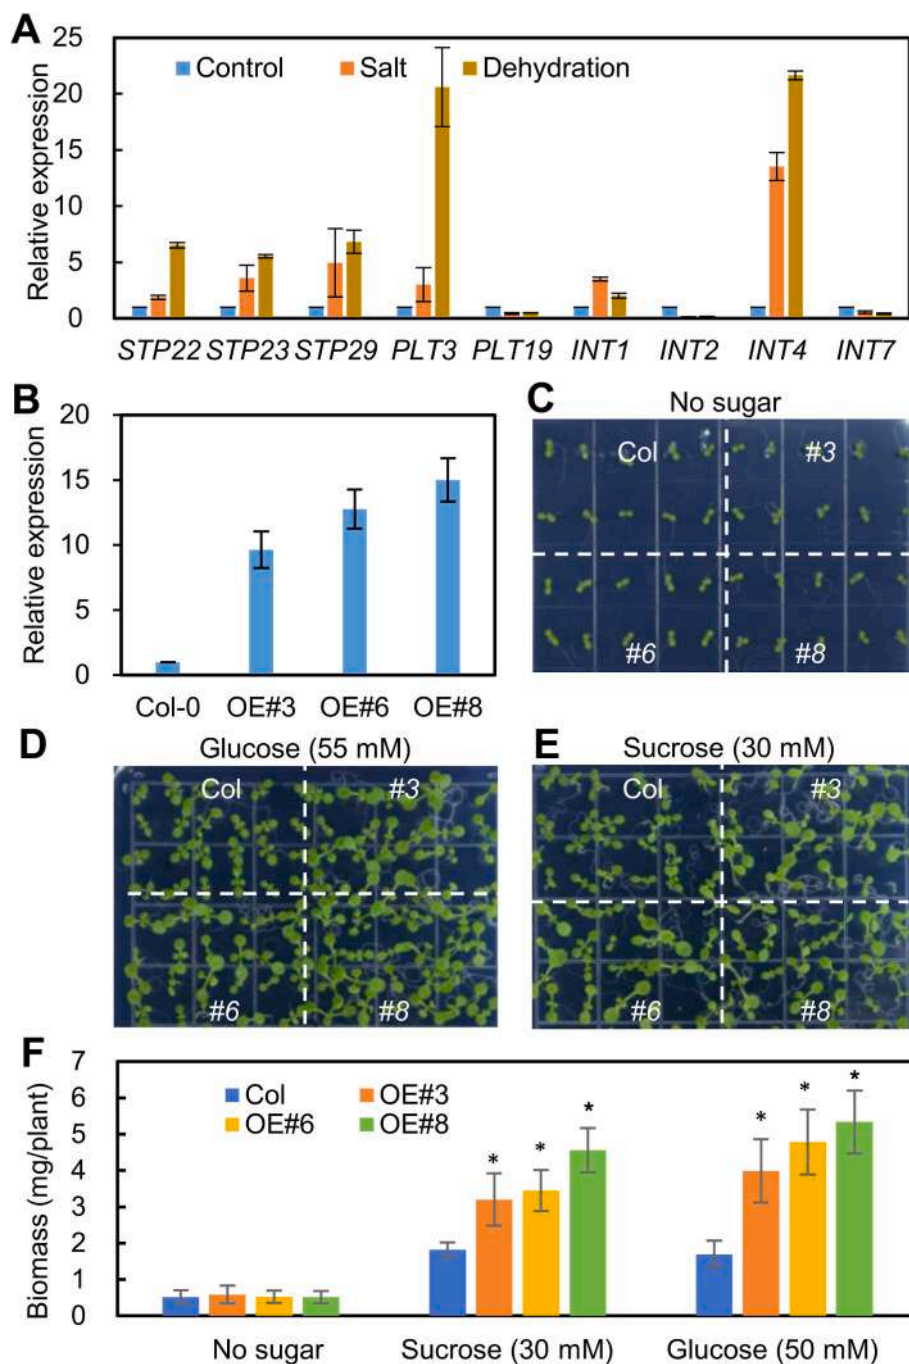 A
25
20
15
10
5
0
Relative expression
Control Salt Dehydration
STP22 STP23 STP29 PLT3 PLT19 INT1 INT2 INT4 INT7
B
20
15
10
5
0
Relative expression
Col-0 OE#3 OE#6 OE#8
C
No sugar
Col #3
#6 #8
D
Glucose (55 mM)
Col #3
#6 #8
E
Sucrose (30 mM)
Col #3
#6 #8
F
7
6
5
4
3
2
1
0
Biomass (mg/plant)
Col OE#3
OE#6 OE#8
* * * * * *
No sugar Sucrose (30 mM) Glucose (50 mM)